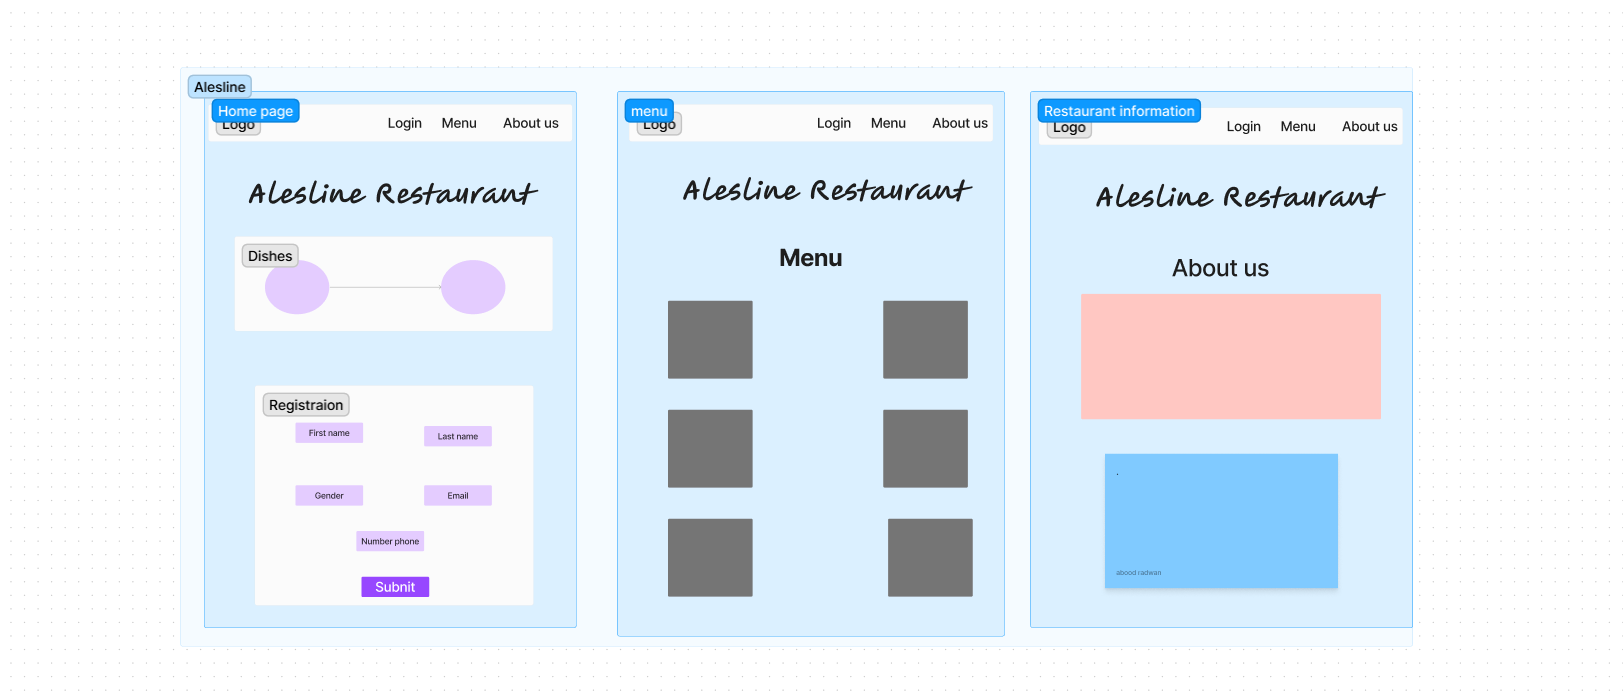 Alesline
Home page
Logo
Login Menu About us
Alesline Restaurant
Dishes
Registraion
First name
Last name
Gender
Email
Number phone
Subnit
menu
Logo
Login Menu About us
Alesline Restaurant
Menu
Restaurant information
Logo
Login Menu About us
Alesline Restaurant
About us
.
abood radwan